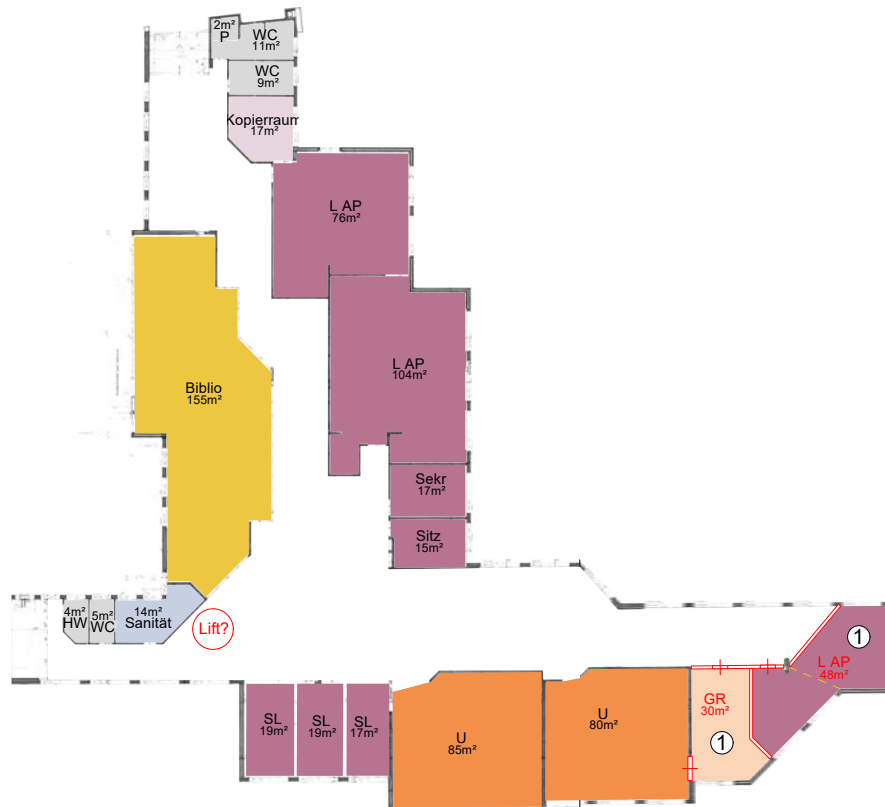 2m²
P
WC
11m²
WC
9m²
Kopierraum
17m²
L AP
76m²
L AP
104m²
Biblio
155m²
Sekr
17m²
Sitz
15m²
4m²
HW
5m²
WC
14m²
Sanität
Lift?
1
L AP
48m²
GR
30m²
1
SL
19m²
SL
19m²
SL
17m²
U
85m²
U
80m²